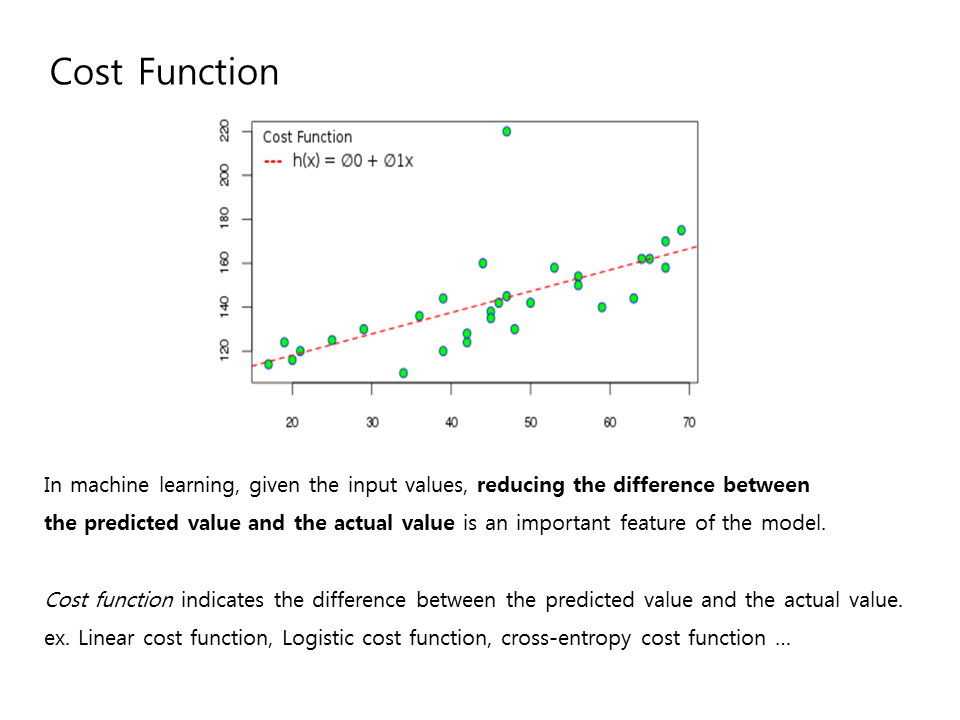 Cost Function
Cost Function
h(x) = ∅0 + ∅1x
220
200
180
160
140
120
20 30 40 50 60 70
In machine learning, given the input values, reducing the difference between
the predicted value and the actual value is an important feature of the model.
Cost function indicates the difference between the predicted value and the actual value.
ex. Linear cost function, Logistic cost function, cross-entropy cost function ...